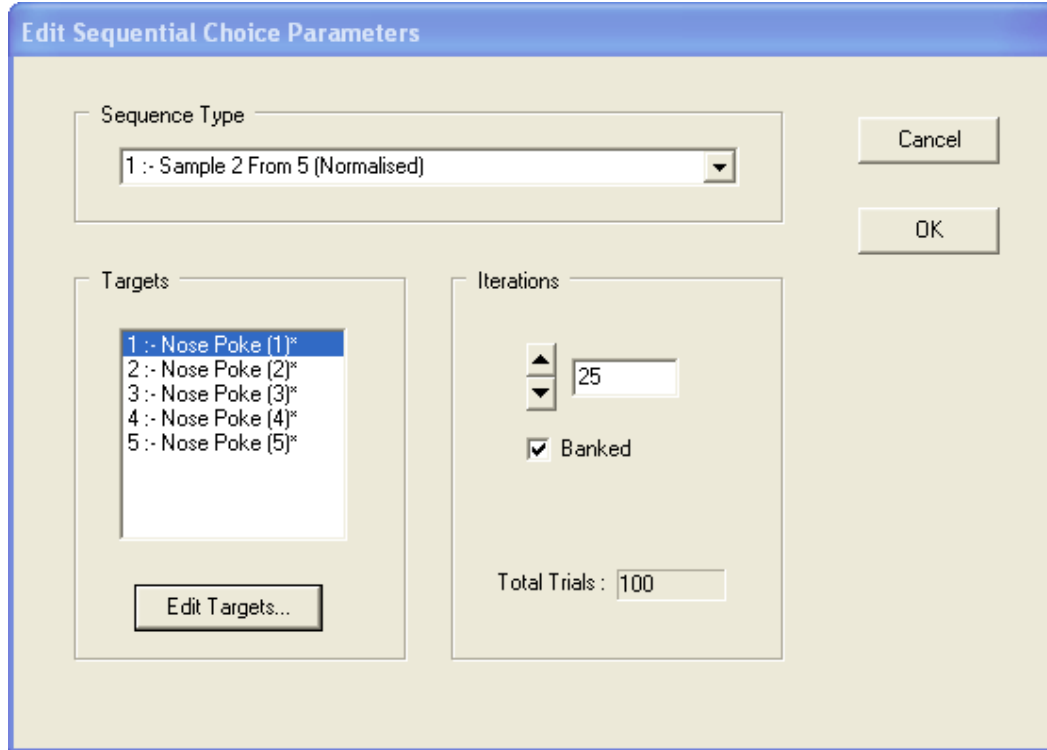 Edit Sequential Choice Parameters
Sequence Type
1 :- Sample 2 From 5 (Normalised)
Cancel
OK
Targets
1 :- Nose Poke (1)*
2 :- Nose Poke (2)*
3 :- Nose Poke (3)*
4 :- Nose Poke (4)*
5 :- Nose Poke (5)*
Edit Targets...
Iterations
25
Banked
Total Trials : 100